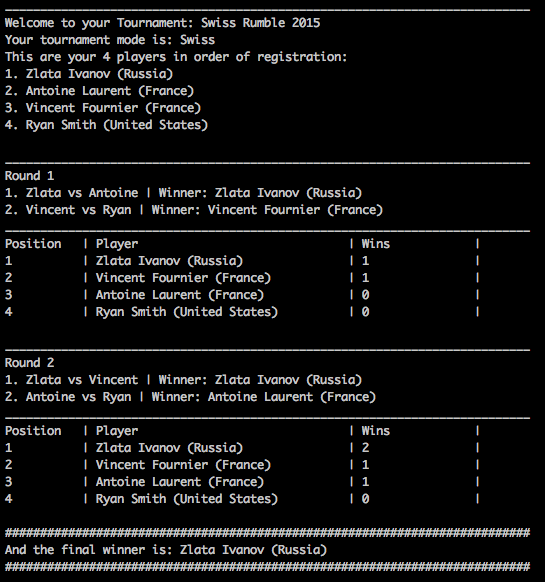 Welcome to your Tournament: Swiss Rumble 2015
Your tournament mode is: Swiss
This are your 4 players in order of registration:
1. Zlata Ivanov (Russia)
2. Antoine Laurent (France)
3. Vincent Fournier (France)
4. Ryan Smith (United States)
Round 1
1. Zlata vs Antoine | Winner: Zlata Ivanov (Russia)
2. Vincent vs Ryan | Winner: Vincent Fournier (France)
Position | Player | Wins |
1 | Zlata Ivanov (Russia) | 1 |
2 | Vincent Fournier (France) | 1 |
3 | Antoine Laurent (France) | 0 |
4 | Ryan Smith (United States) | 0 |
Round 2
1. Zlata vs Vincent | Winner: Zlata Ivanov (Russia)
2. Antoine vs Ryan | Winner: Antoine Laurent (France)
Position | Player | Wins |
1 | Zlata Ivanov (Russia) | 2 |
2 | Vincent Fournier (France) | 1 |
3 | Antoine Laurent (France) | 1 |
4 | Ryan Smith (United States) | 0 |
###########################################################################
And the final winner is: Zlata Ivanov (Russia)
###########################################################################